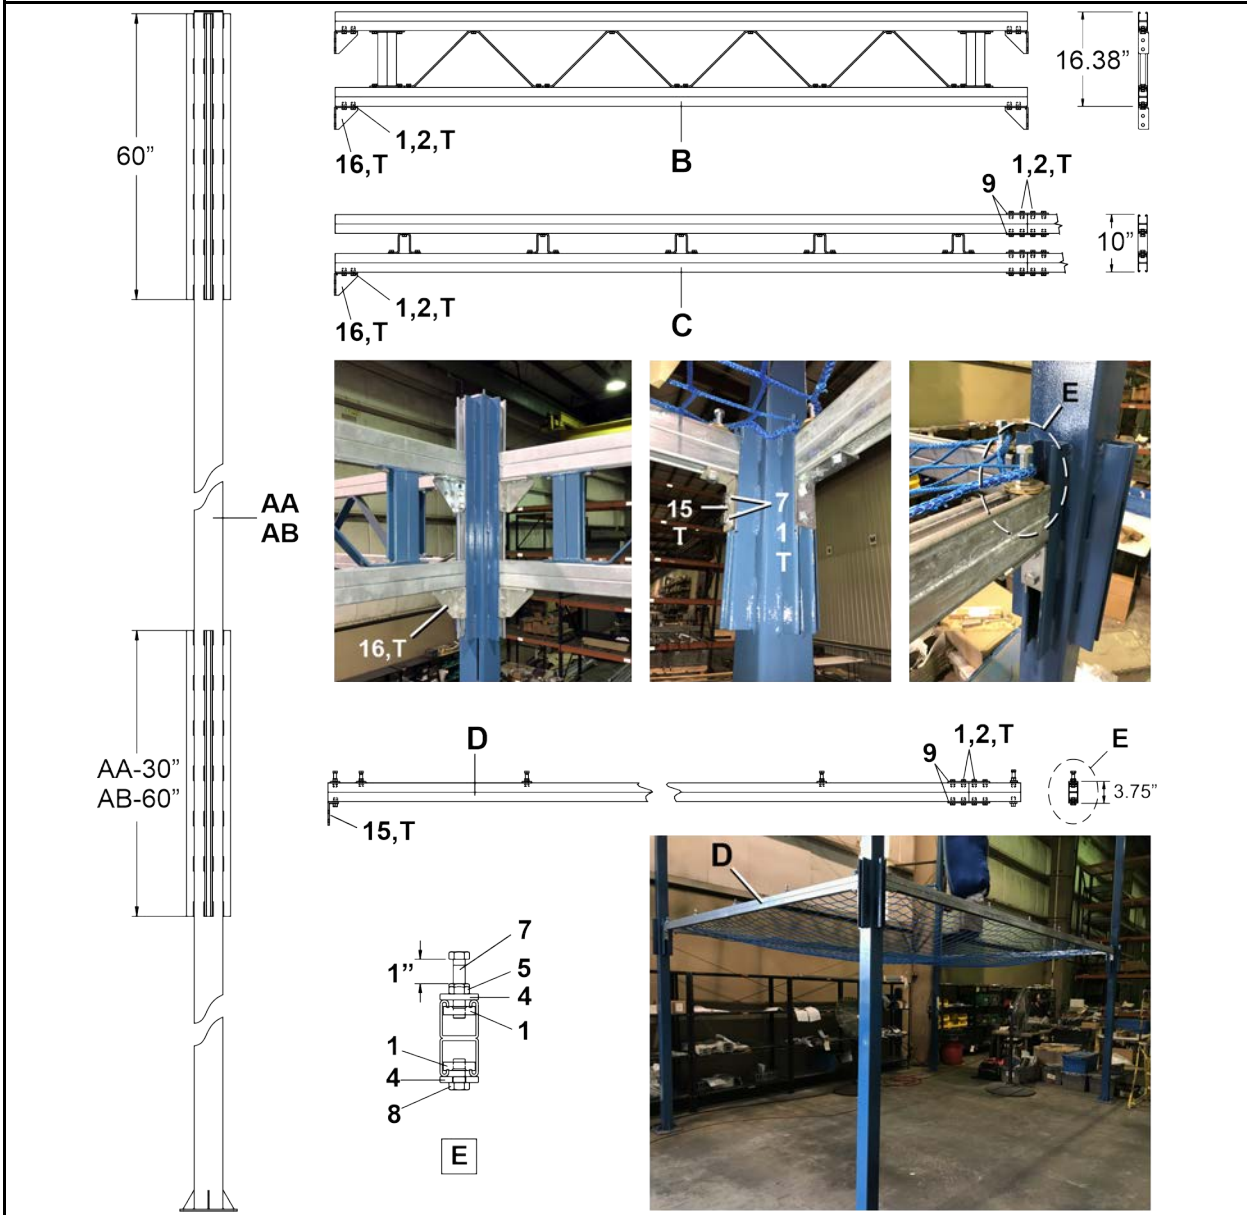 60”
16.38”
1,2,T
16,T
B
1,2,T
9
10”
1,2,T
16,T
C
AA
AB
16,T
15
T
7
1
T
E
AA-30”
AB-60”
D
1,2,T
9
E
3.75”
15,T
D
7
1”
5
4
1
1
4
8
E